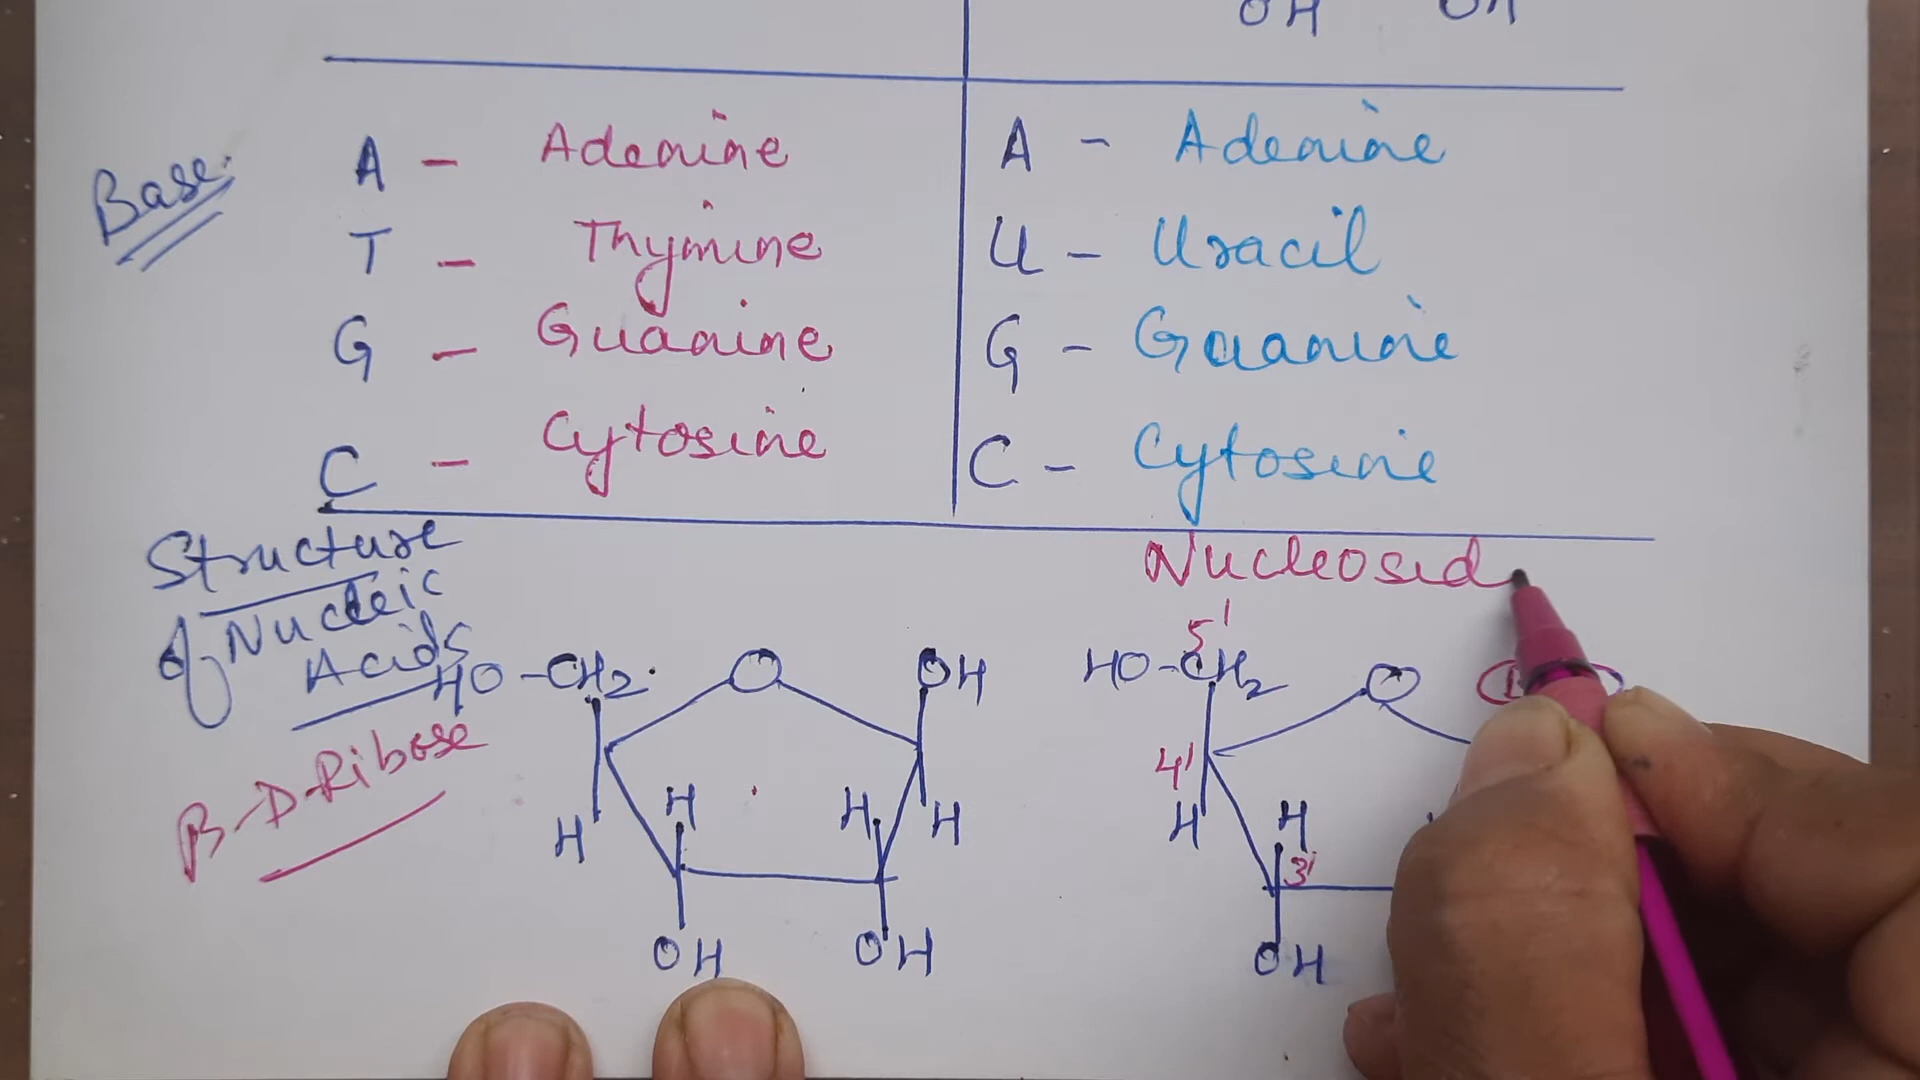 OH OH
Base:
A - Adenine A - Adenine
T - Thymine U - Uracil
G - Guanine G - Guanine
C - Cytosine C - Cytosine
Structure
of Nucleic
Acids
Nucleosid
5'
HO-CH2 O OH HO-CH2 O
β-D-Ribose
4'
H H H H H H
3'
OH OH OH